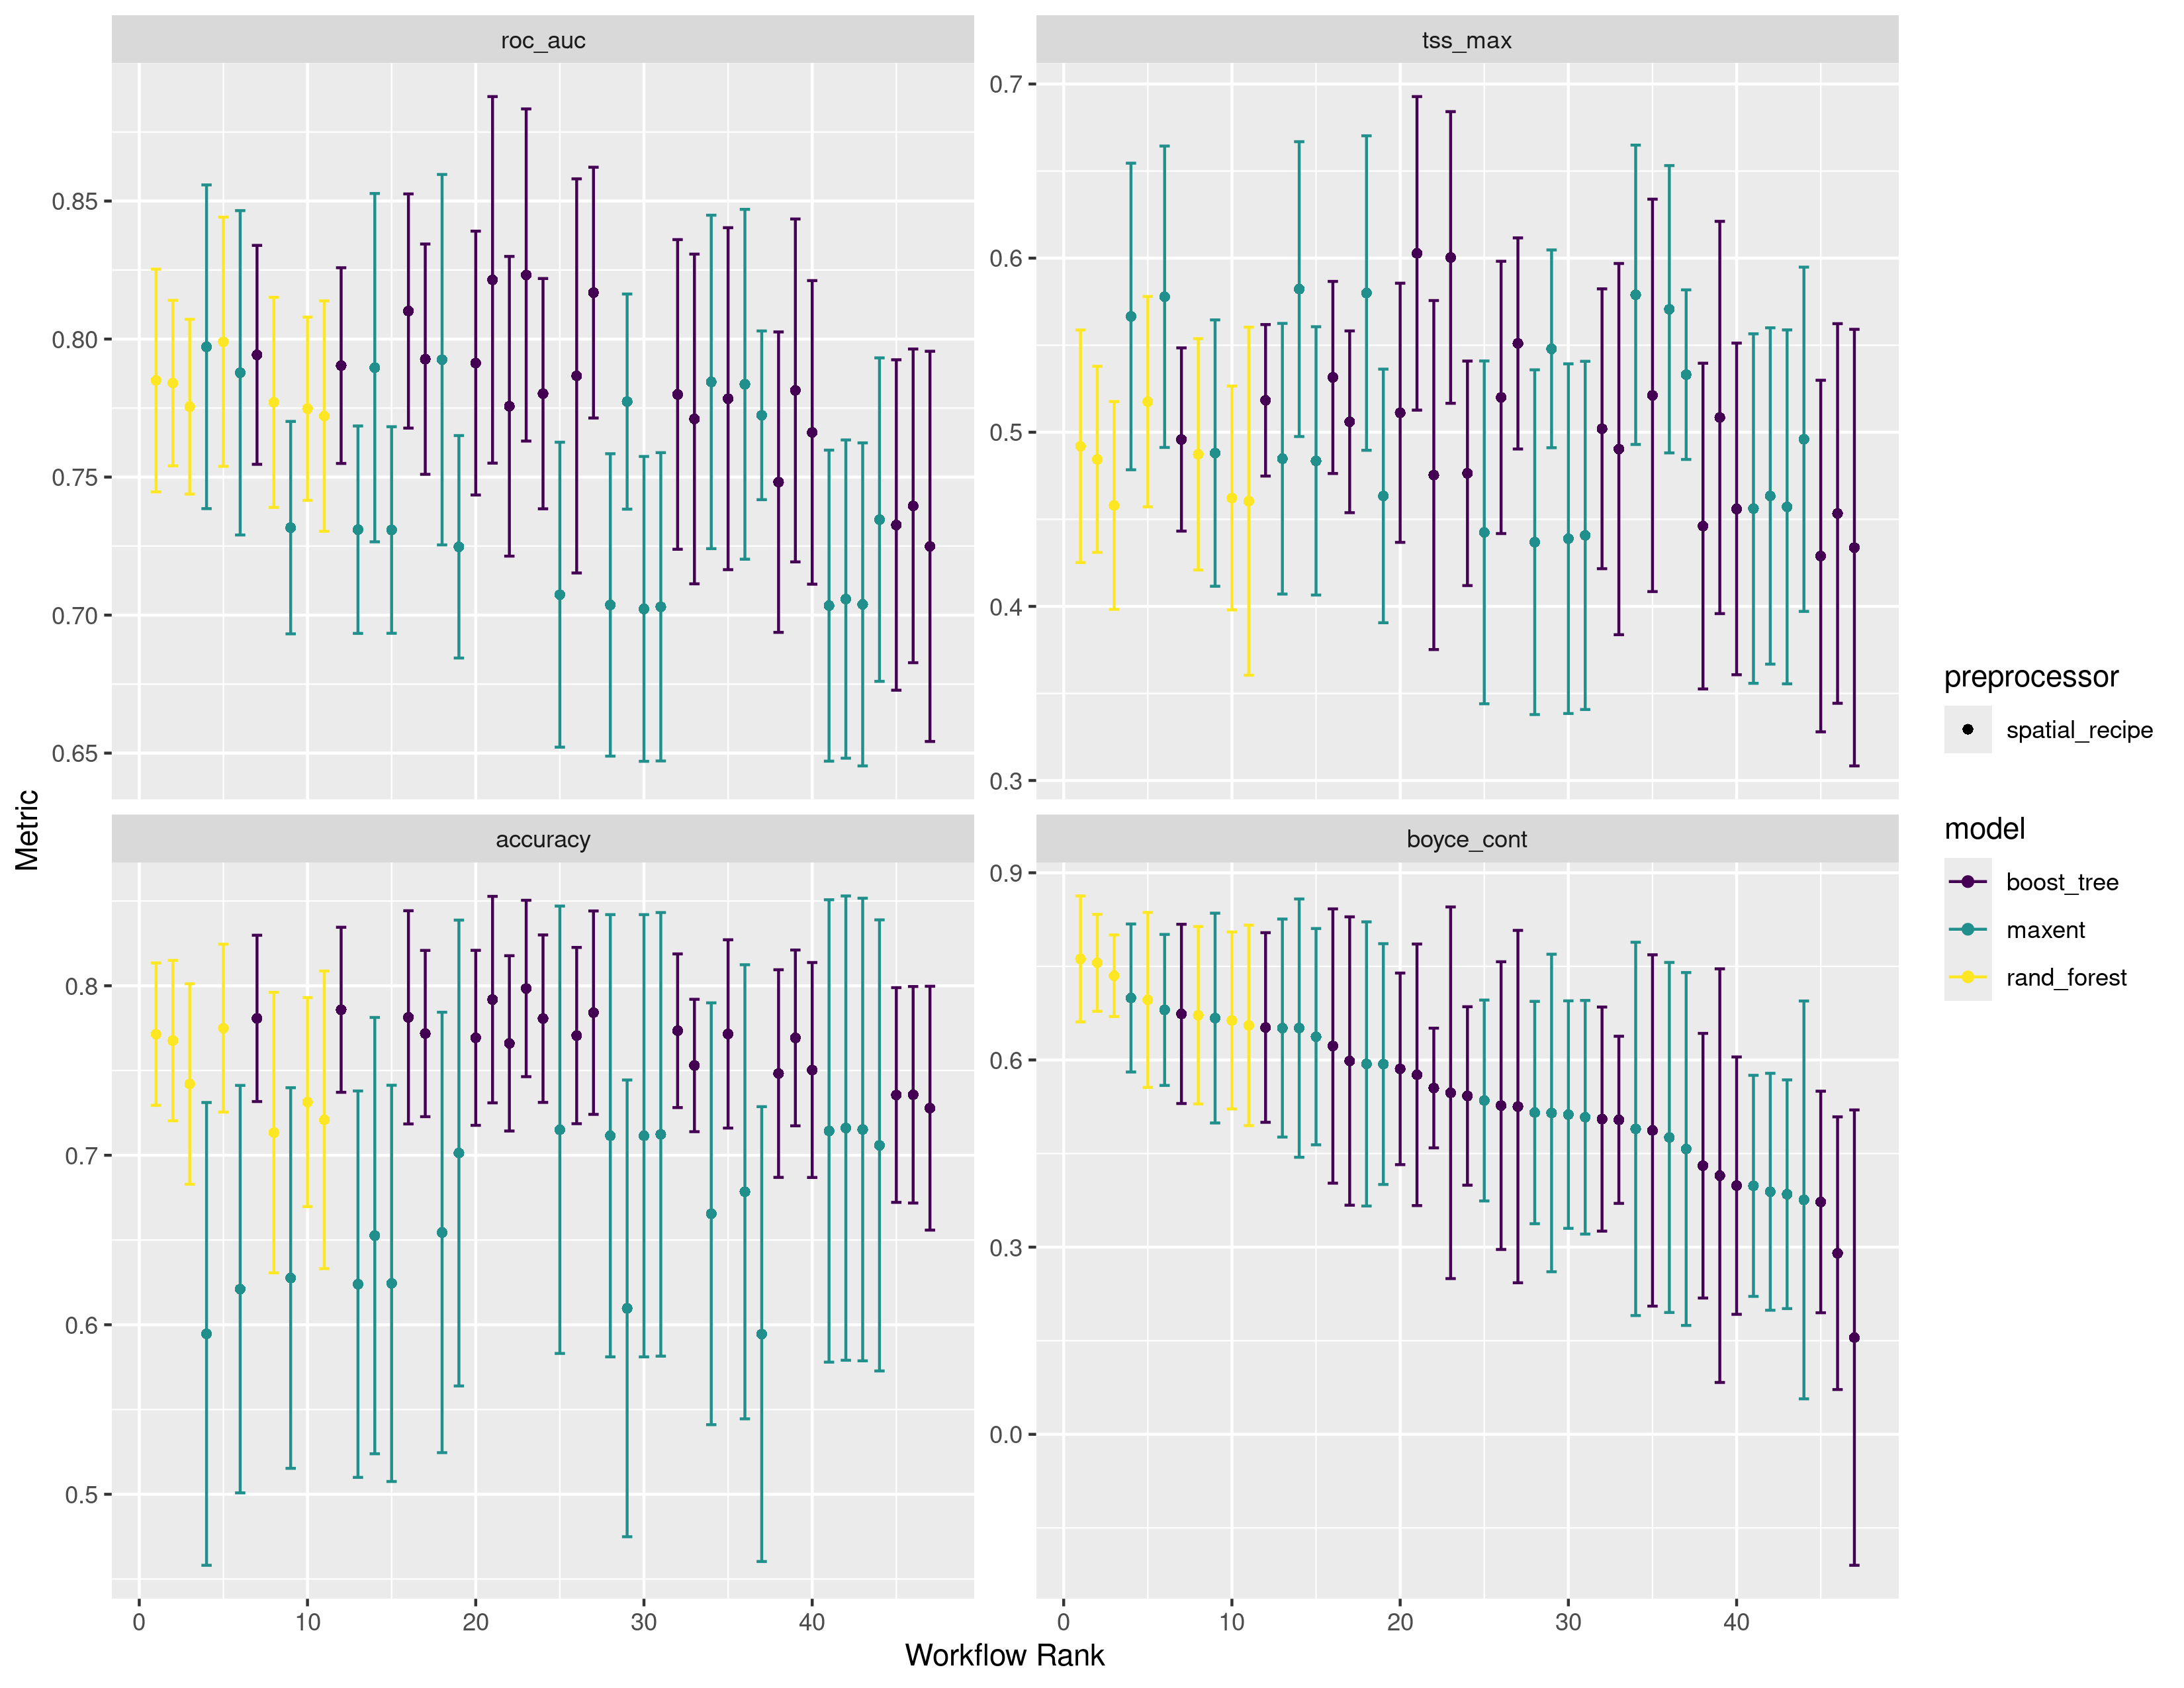 roc_auc
tss_max
0.85
0.80
0.75
0.70
0.65
0.7
0.6
0.5
0.4
0.3
Metric
accuracy
boyce_cont
0.8
0.7
0.6
0.5
0.9
0.6
0.3
0.0
0 10 20 30 40
0 10 20 30 40
Workflow Rank
preprocessor
spatial_recipe
model
boost_tree
maxent
rand_forest